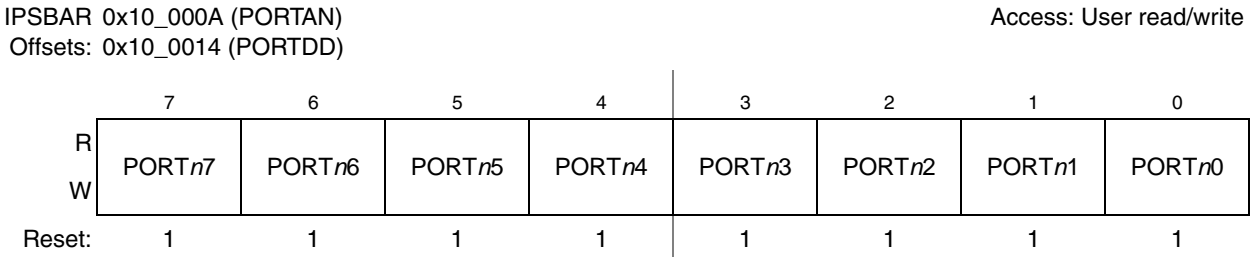 IPSBAR 0x10_000A (PORTAN) Access: User read/write
Offsets: 0x10_0014 (PORTDD)
7 6 5 4 3 2 1 0
R PORTn7 PORTn6 PORTn5 PORTn4 PORTn3 PORTn2 PORTn1 PORTn0
W
Reset: 1 1 1 1 1 1 1 1